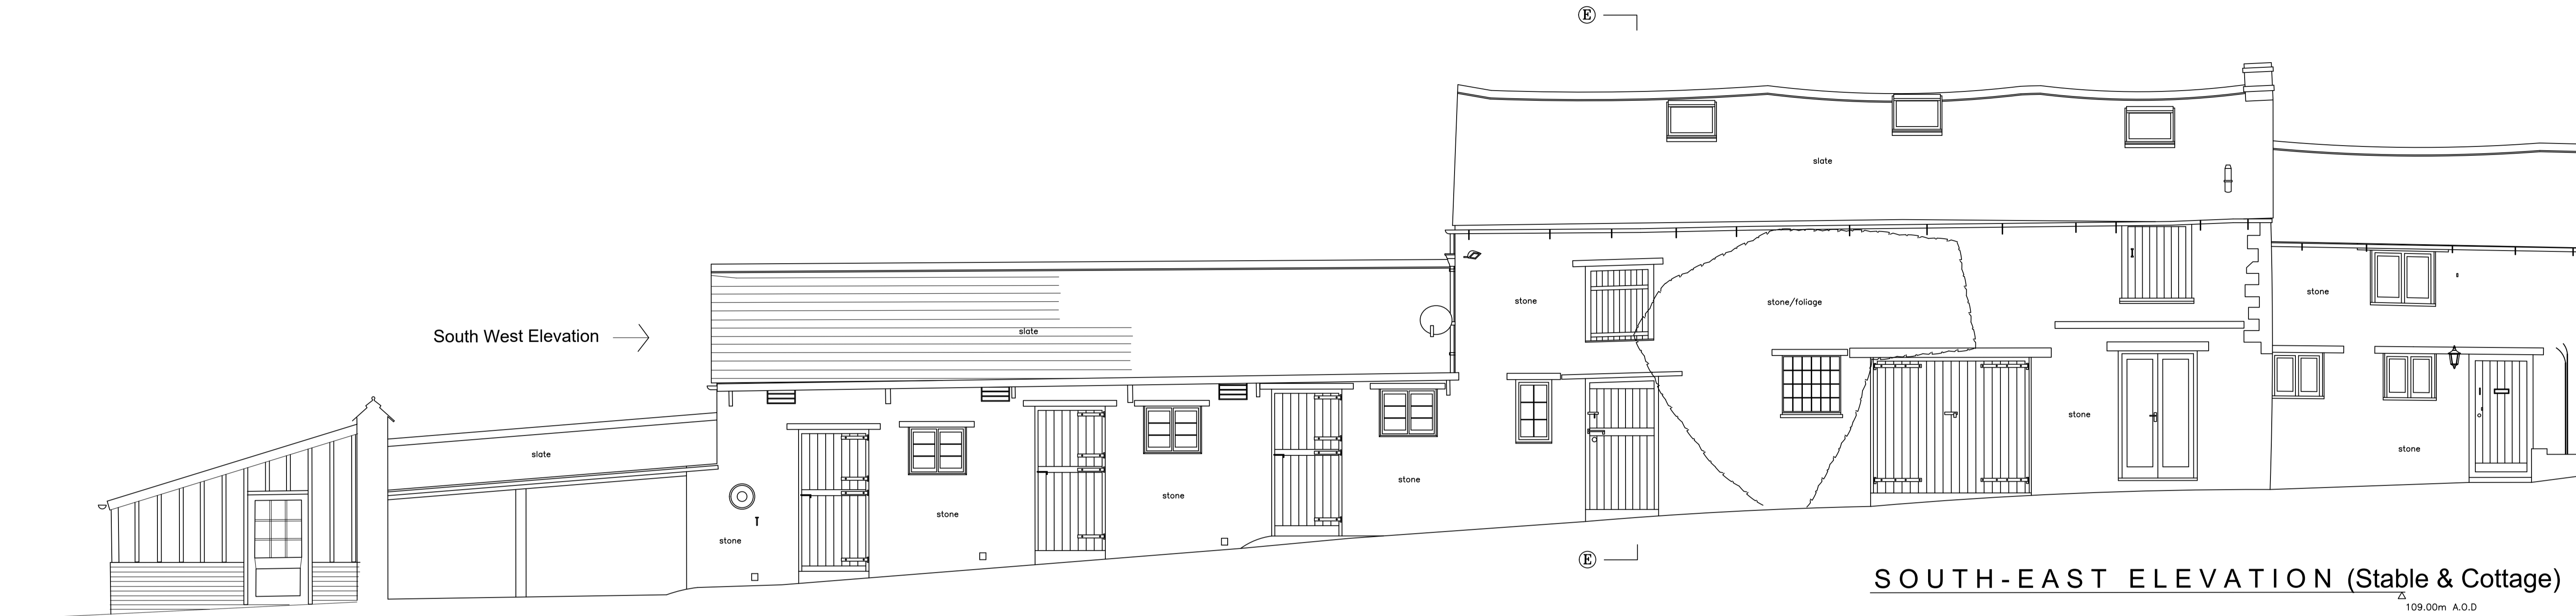 E
slate
stone
stone/foliage
stone
slate
South West Elevation
stone
slate
stone
stone
stone
stone
stone
E
SOUTH-EAST ELEVATION (Stable & Cottage)
109.00m A.O.D